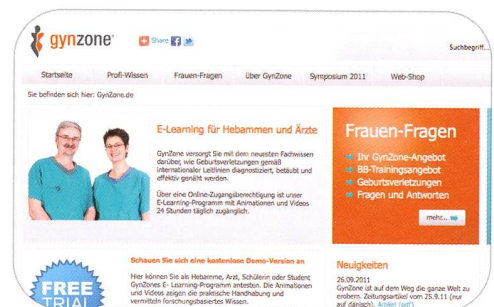 gynzone
Share
Suchbegriff...
Startseite Profi-Wissen Frauen-Fragen über GynZone Symposium 2011 Web-Shop
Sie befinden sich hier: GynZone.de
E-Learning für Hebammen und Ärzte
GynZone versorgt Sie mit dem neuesten Fachwissen
darüber, wie Geburtsverletzungen gemäß
internationaler Leitlinien diagnostiziert, betäubt und
effektiv genäht werden.
Über eine Online-Zugangsberechtigung ist unser
E-Learning-Programm mit Animationen und Videos
24 Stunden täglich zugänglich.
Frauen-Fragen
Ihr GynZone-Angebot
BB-Trainingsangebot
Geburtsverletzungen
Fragen und Antworten
mehr...
FREE
TRIAL
Schauen Sie sich eine kostenlose Demo-Version an
Hier können Sie als Hebamme, Arzt, Schülerin oder Student
GynZones E- Learning-Programm antesten. Die Animationen
und Videos zeigen die praktische Handhabung und
vermitteln forschungsbasiertes Wissen.
Neuigkeiten
26.09.2011
GynZone ist auf dem Weg die ganze Welt zu
erobern. Zeitungsartikel vom 25.9.11 (nur
auf dänisch). Artikel (pdf)